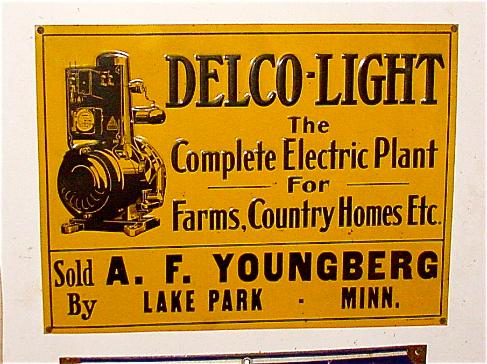 DELCO-LIGHT
The
Complete Electric Plant
For
Farms, Country Homes Etc.
Sold By A. F. YOUNGBERG
LAKE PARK - MINN.